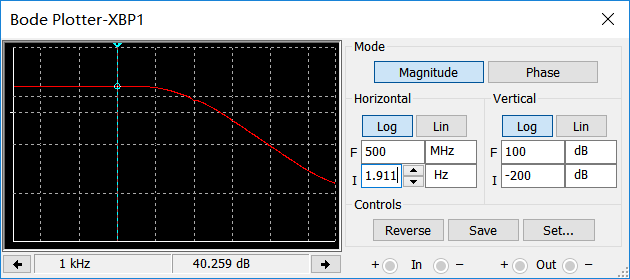 Bode Plotter-XBP1
Mode
Magnitude Phase
Horizontal Vertical
Log Lin Log Lin
F 500 MHz F 100 dB
I 1.911 Hz I -200 dB
Controls
Reverse Save Set...
1 kHz 40.259 dB + In − + Out −